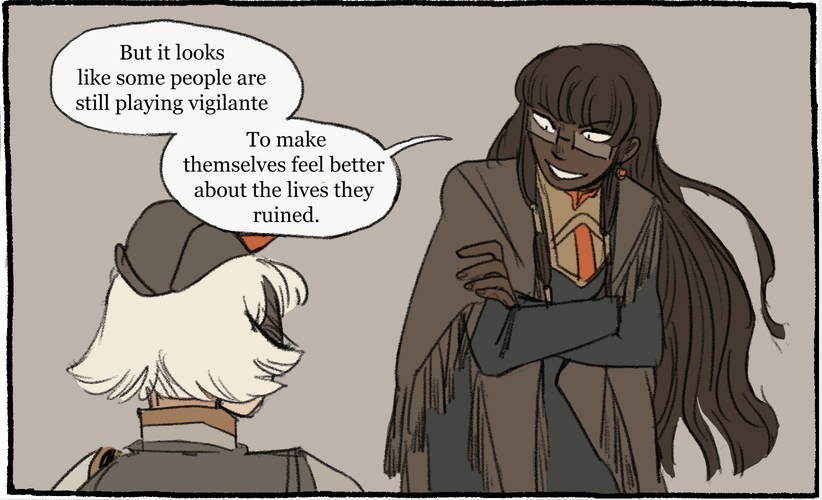 But it looks
like some people are
still playing vigilante
To make
themselves feel better
about the lives they
ruined.